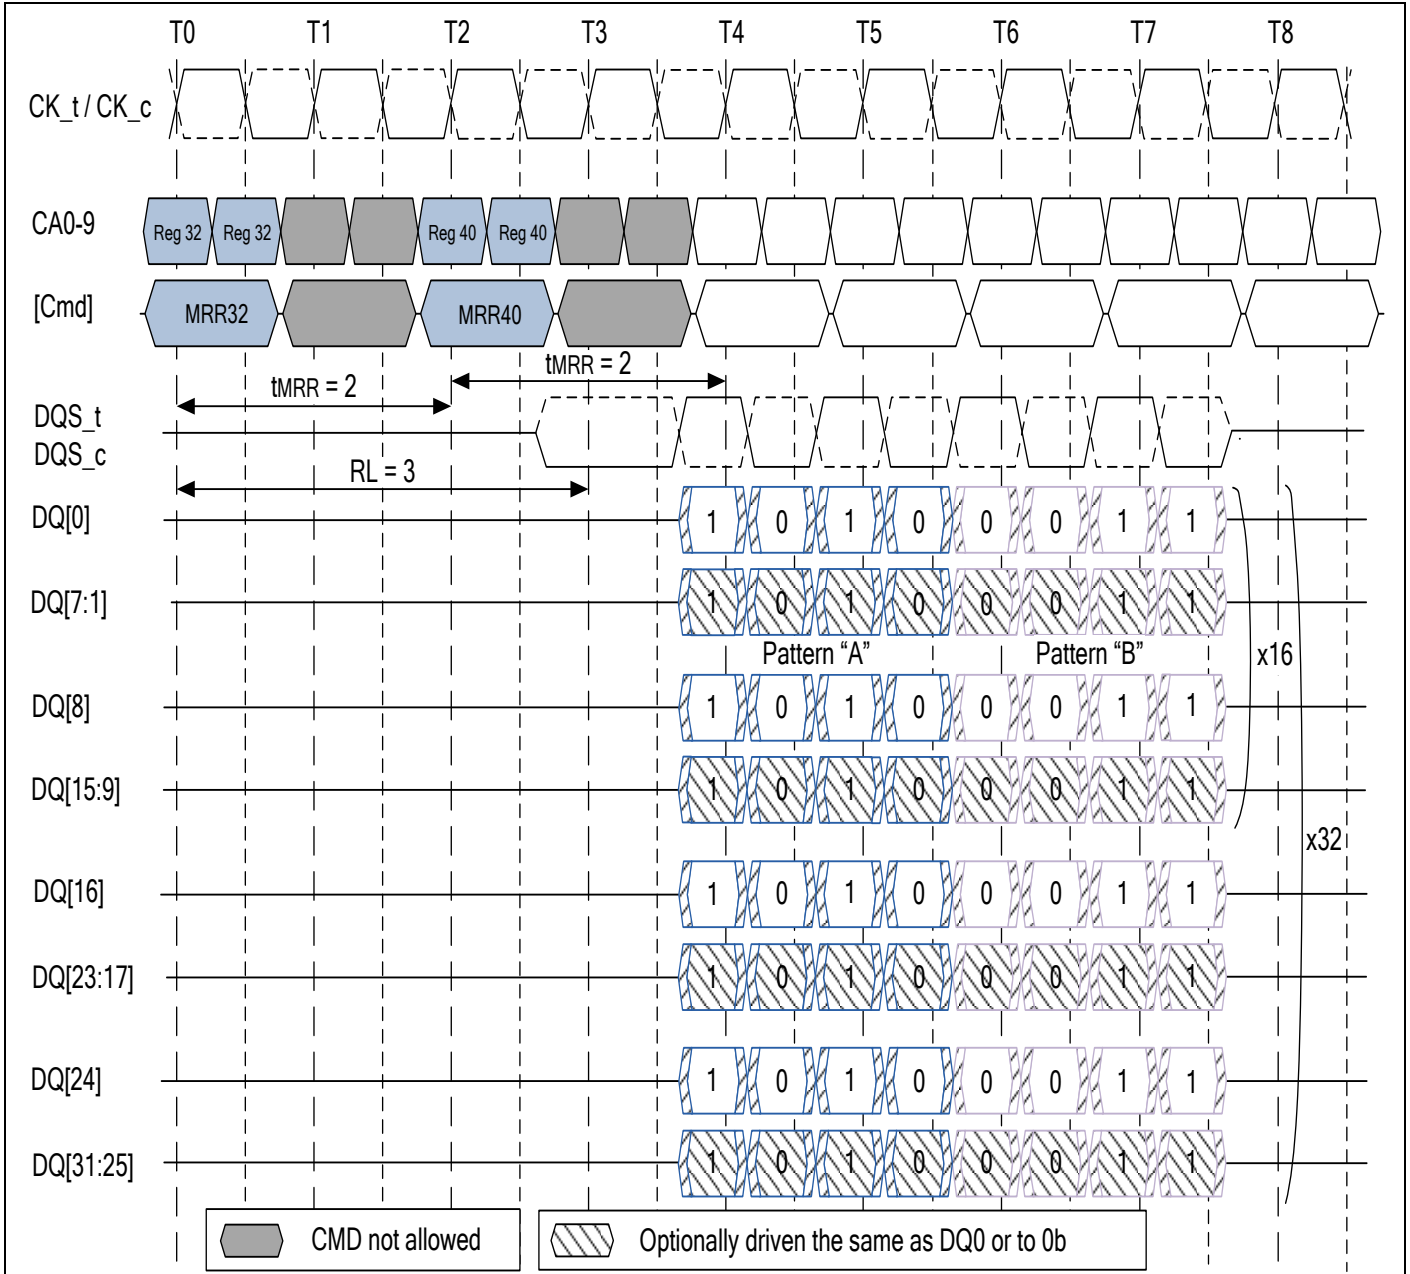 T0 T1 T2 T3 T4 T5 T6 T7 T8
CK_t / CK_c
CA0-9 Reg 32 Reg 32 Reg 40 Reg 40
[Cmd] MRR32 MRR40
tMRR = 2 tMRR = 2
DQS_t
DQS_c
RL = 3
DQ[0] 1 0 1 0 0 0 1 1
DQ[7:1] 1 0 1 0 0 0 1 1
Pattern “A” Pattern “B” x16
DQ[8] 1 0 1 0 0 0 1 1
DQ[15:9] 1 0 1 0 0 0 1 1
x32
DQ[16] 1 0 1 0 0 0 1 1
DQ[23:17] 1 0 1 0 0 0 1 1
DQ[24] 1 0 1 0 0 0 1 1
DQ[31:25] 1 0 1 0 0 0 1 1
CMD not allowed Optionally driven the same as DQ0 or to 0b